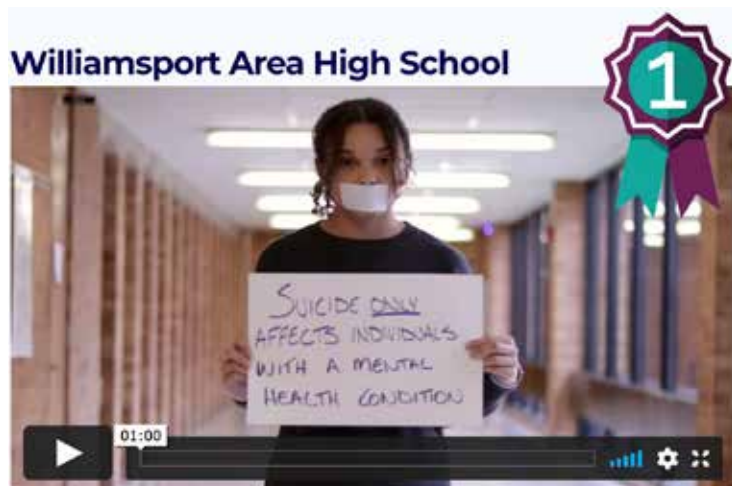 Williamsport Area High School
1
SUICIDE ONLY
AFFECTS INDIVIDUALS
WITH A MENTAL
HEALTH CONDITION
01:00